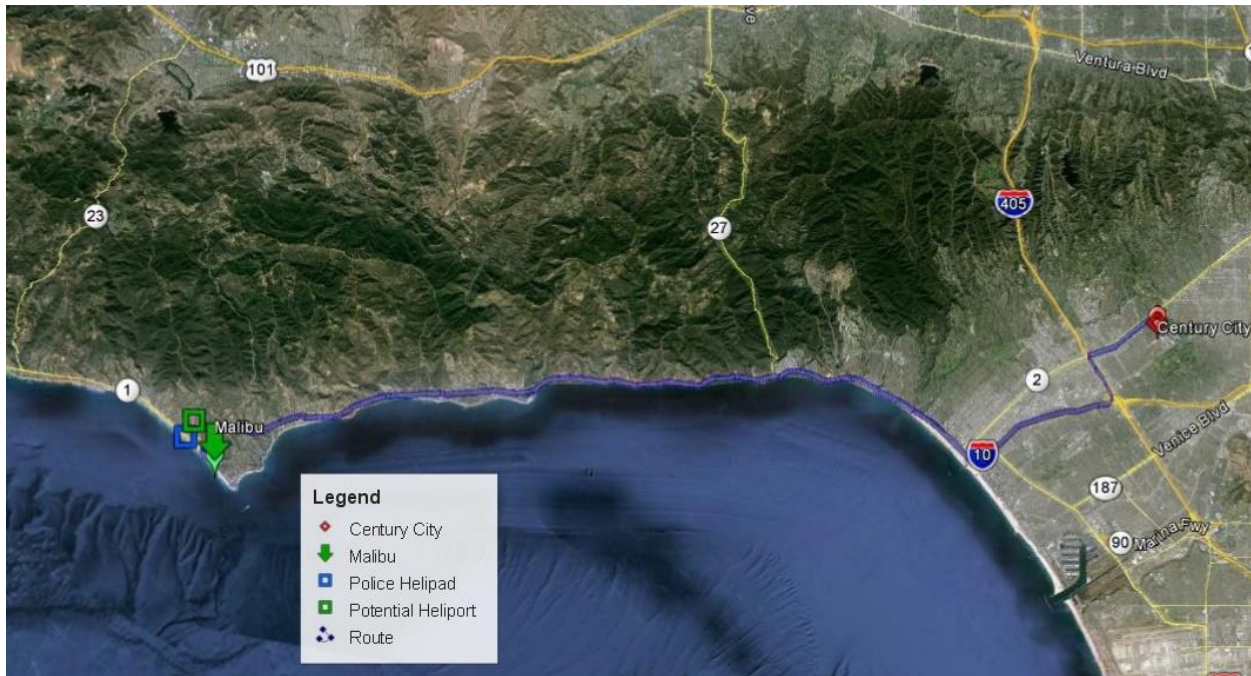 ve
Ventura Blvd
101
405
23
27
Century City
2
1
Malibu
Venice Blvd
10
187
90
Marina Fwy
Legend
Century City
Malibu
Police Helipad
Potential Heliport
Route